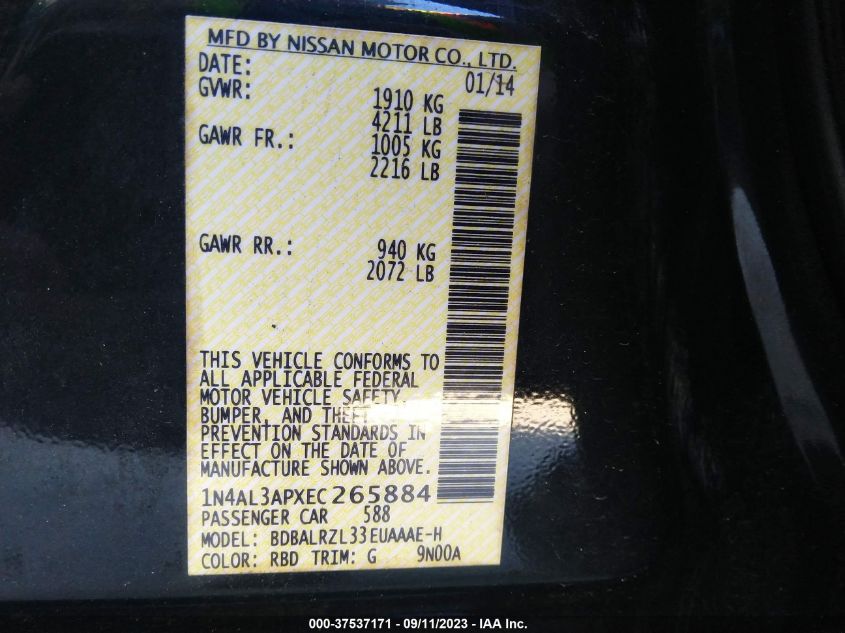 MFD BY NISSAN MOTOR CO., LTD.
DATE: 01/14
GVWR: 1910 KG
4211 LB
GAWR FR.: 1005 KG
2216 LB
GAWR RR.: 940 KG
2072 LB
THIS VEHICLE CONFORMS TO
ALL APPLICABLE FEDERAL
MOTOR VEHICLE SAFETY,
BUMPER, AND THEFT
PREVENTION STANDARDS IN
EFFECT ON THE DATE OF
MANUFACTURE SHOWN ABOVE.
1N4AL3APXEC265884
PASSENGER CAR 588
MODEL: BDBALRZL33EUAAAE-H
COLOR: RBD TRIM: G 9N00A
000-37537171 - 09/11/2023 - IAA Inc.